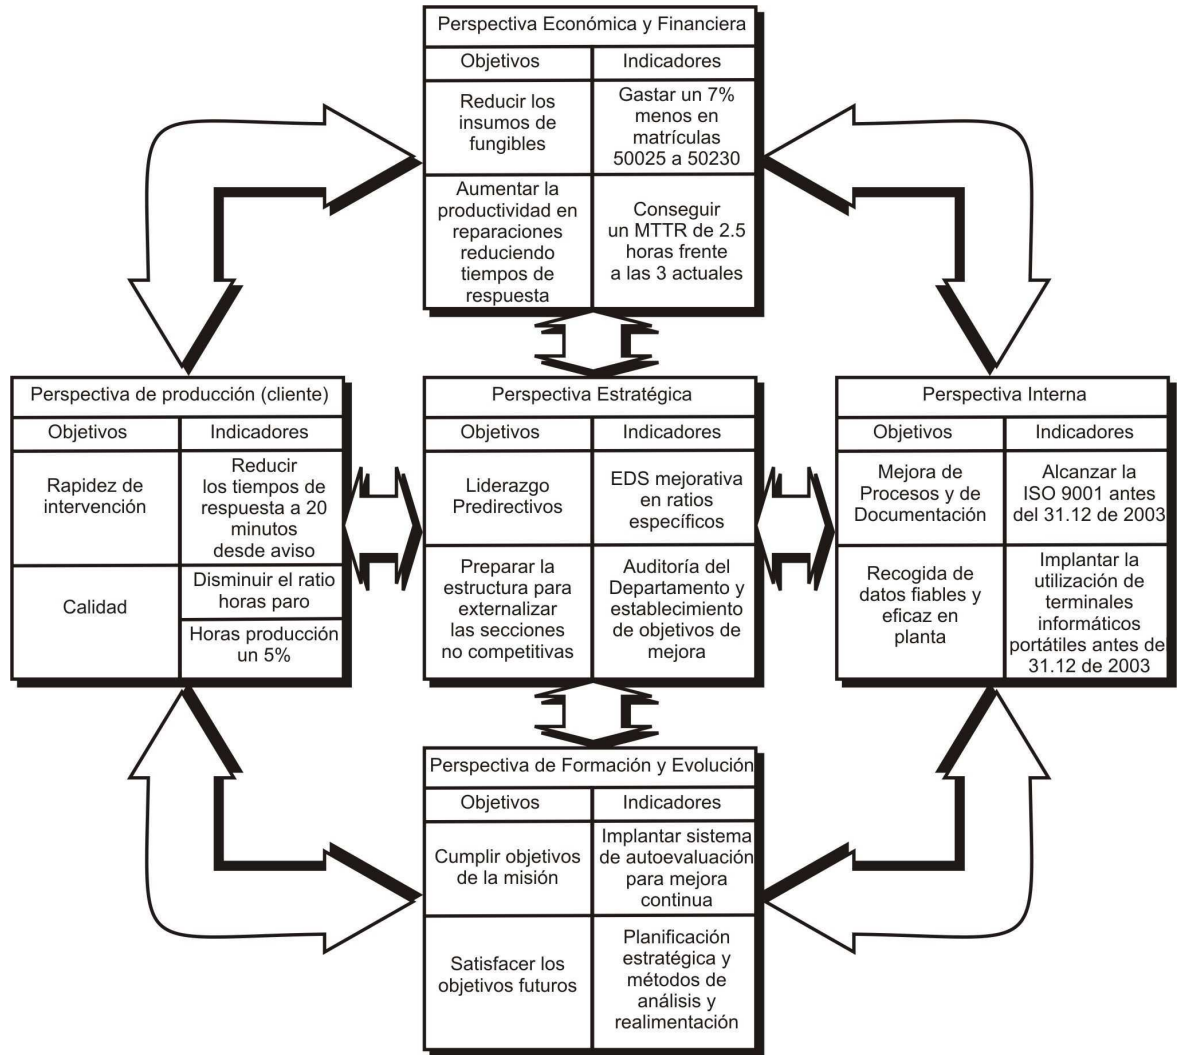 Perspectiva Económica y Financiera
Objetivos
Indicadores
Reducir los
insumos de
fungibles
Gastar un 7%
menos en
matrículas
50025 a 50230
Aumentar la
productividad en
reparaciones
reduciendo
tiempos de
respuesta
Conseguir
un MTTR de 2.5
horas frente
a las 3 actuales
Perspectiva de producción (cliente)
Objetivos
Indicadores
Rapidez de
intervención
Reducir
los tiempos de
respuesta a 20
minutos
desde aviso
Calidad
Disminuir el ratio
horas paro
Horas producción
un 5%
Perspectiva Estratégica
Objetivos
Indicadores
Liderazgo
Predirectivos
EDS mejorativa
en ratios
específicos
Preparar la
estructura para
externalizar
las secciones
no competitivas
Auditoría del
Departamento y
establecimiento
de objetivos de
mejora
Perspectiva Interna
Objetivos
Indicadores
Mejora de
Procesos y de
Documentación
Alcanzar la
ISO 9001 antes
del 31.12 de 2003
Recogida de
datos fiables y
eficaz en
planta
Implantar la
utilización de
terminales
informáticos
portátiles antes de
31.12 de 2003
Perspectiva de Formación y Evolución
Objetivos
Indicadores
Cumplir objetivos
de la misión
Implantar sistema
de autoevaluación
para mejora
continua
Satisfacer los
objetivos futuros
Planificación
estratégica y
métodos de
análisis y
realimentación